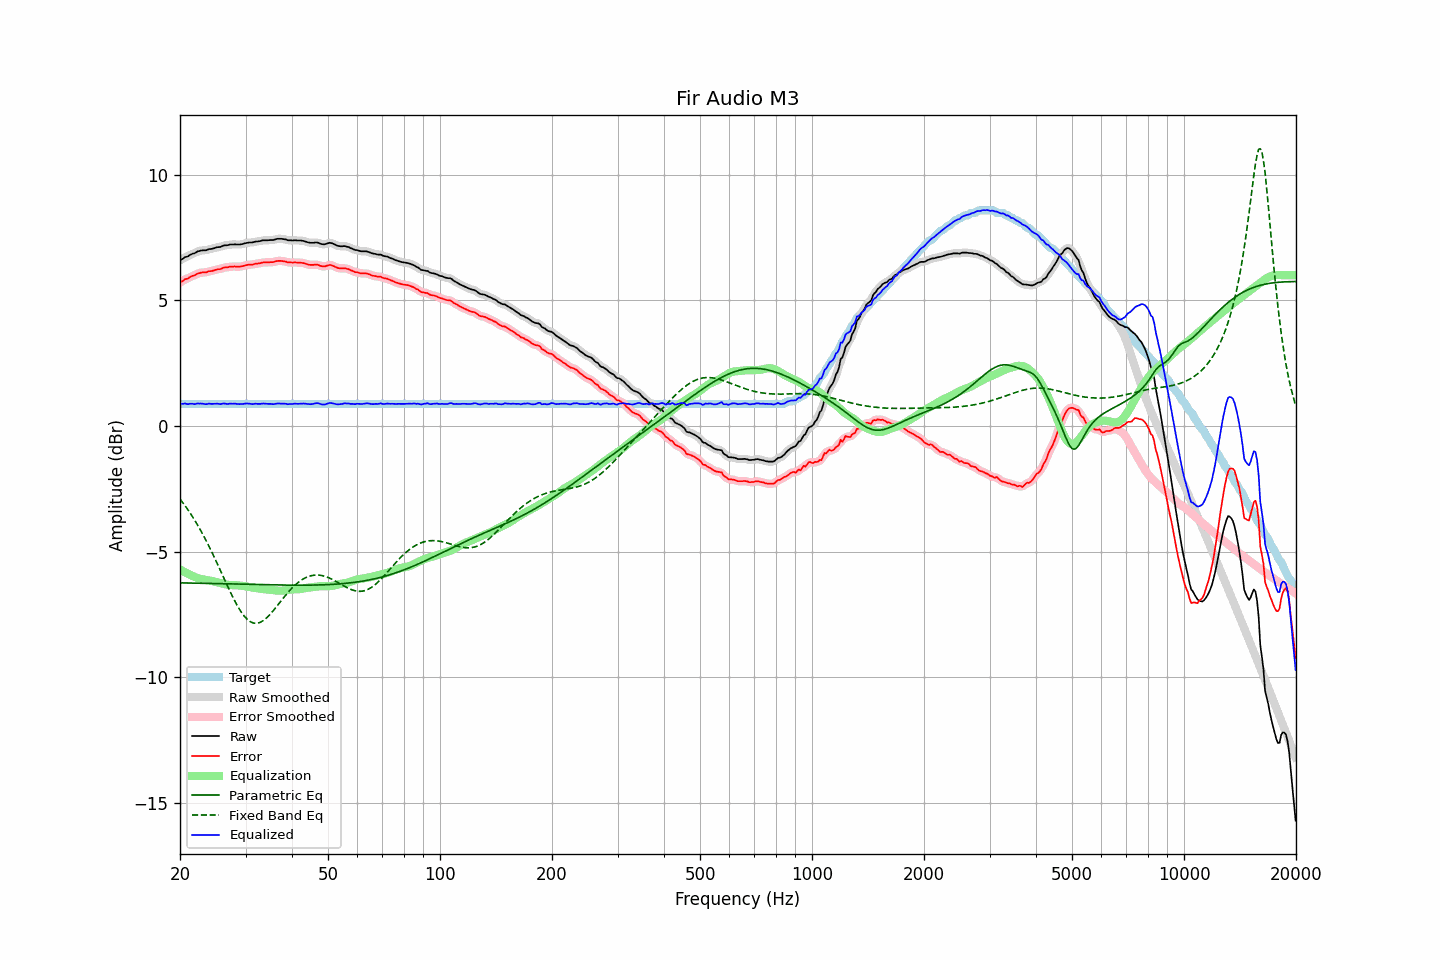 Fir Audio M3
Amplitude (dBr)
10
5
0
−5
−10
−15
Target
Raw Smoothed
Error Smoothed
Raw
Error
Equalization
Parametric Eq
Fixed Band Eq
Equalized
20 50 100 200 500 1000 2000 5000 10000 20000
Frequency (Hz)